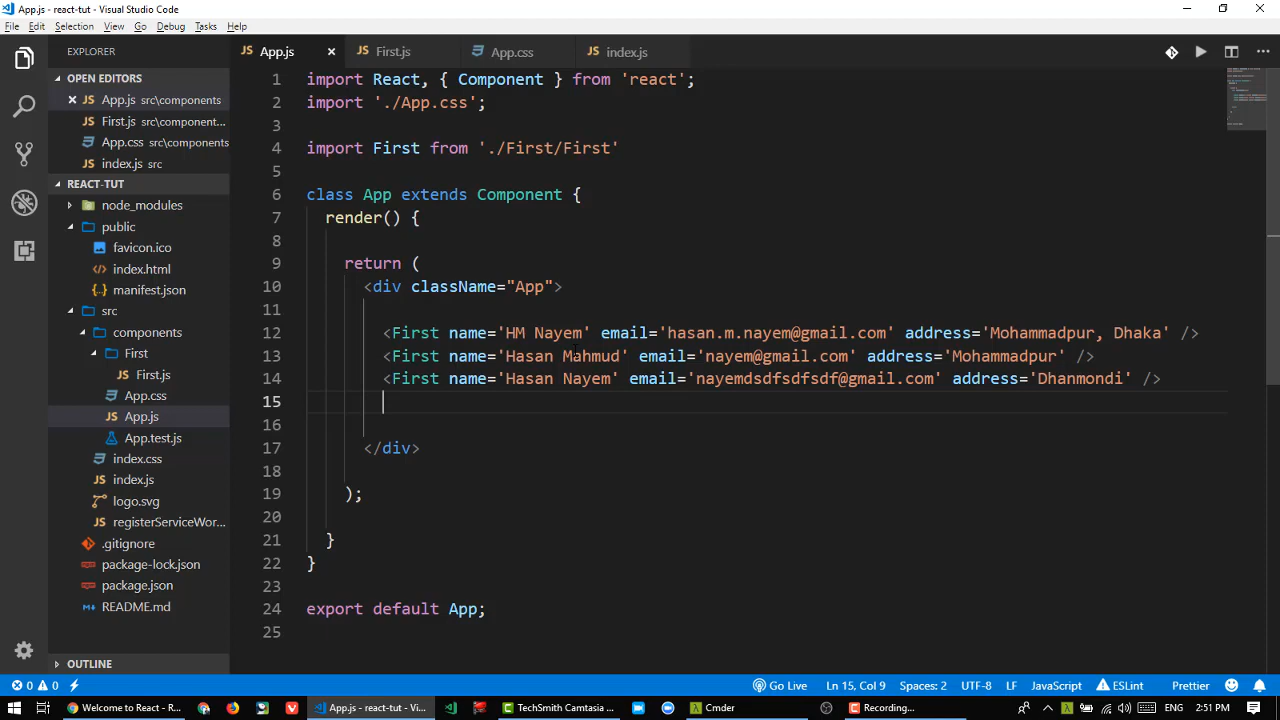 App.js - react-tut - Visual Studio Code
File Edit Selection View Go Debug Tasks Help
EXPLORER
OPEN EDITORS
App.js src\components
First.js src\component...
App.css src\components
index.js src
REACT-TUT
node_modules
public
favicon.ico
index.html
manifest.json
src
components
First
First.js
App.css
App.js
App.test.js
index.css
index.js
logo.svg
registerServiceWor...
.gitignore
package-lock.json
package.json
README.md
OUTLINE
App.js First.js App.css index.js
1 import React, { Component } from 'react';
2 import './App.css';
3
4 import First from './First/First'
5
6 class App extends Component {
7 render() {
8
9 return (
10 <div className="App">
11
12 <First name='HM Nayem' email='hasan.m.nayem@gmail.com' address='Mohammadpur, Dhaka' />
13 <First name='Hasan Mahmud' email='nayem@gmail.com' address='Mohammadpur' />
14 <First name='Hasan Nayem' email='nayemdsdfsdfsdf@gmail.com' address='Dhanmondi' />
15
16
17 </div>
18
19 );
20
21 }
22 }
23
24 export default App;
25
0 0 Go Live Ln 15, Col 9 Spaces: 2 UTF-8 LF JavaScript ESLint Prettier
Welcome to React - R... App.js - react-tut - Vi... TechSmith Camtasia ... Cmder Recording... ENG 2:51 PM